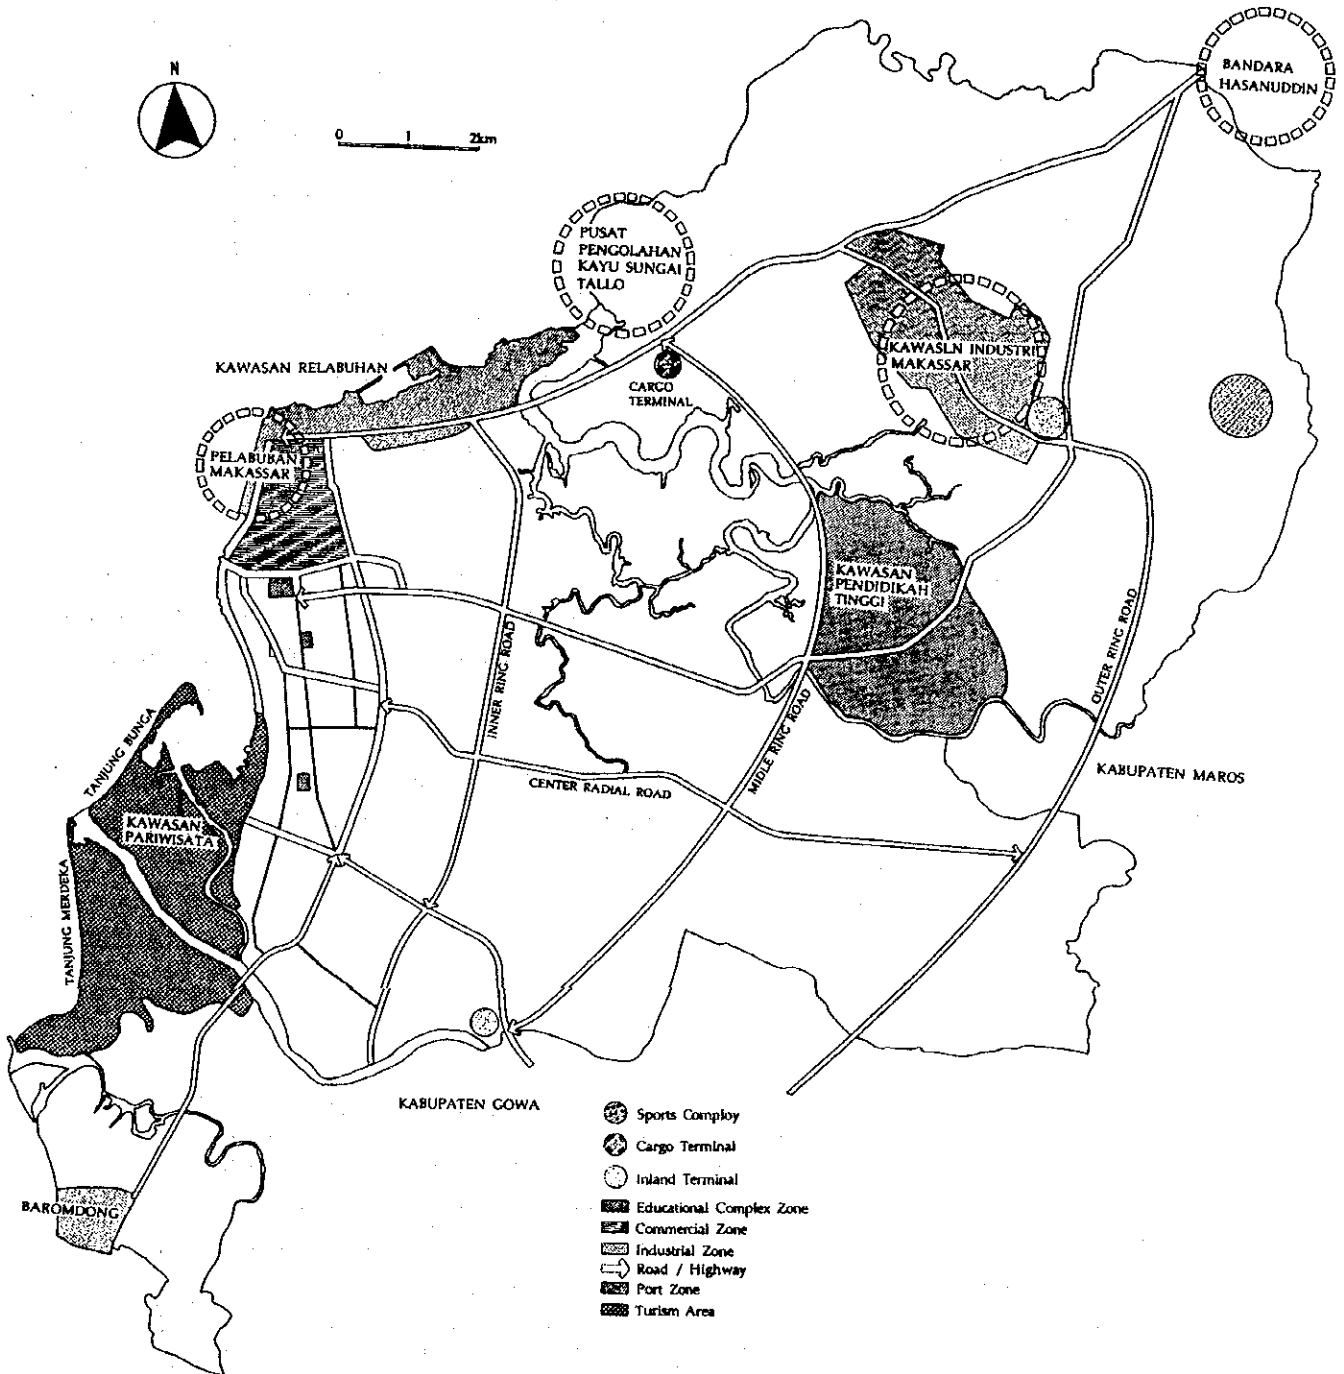 N
0 1 2km
BANDARA
HASANUDDIN
PUSAT
PENGOLAHAN
KAYU SUNGAI
TALLO
KAWASAN RELABUHAN
CARGO
TERMINAL
KAWASLN INDUSTRI
MAKASSAR
PELABUBAN
MAKASSAR
KAWASAN
PENDIDIKAH
TINGGI
INNER RING ROAD
OUTER RING ROAD
MIDLE RING ROAD
CENTER RADIAL ROAD
TANJUNG BUNGA
KAWASAN
PARIWISATA
TANJUNG MERDEKA
KABUPATEN MAROS
KABUPATEN GOWA
BAROMDONG
Sports Comploy
Cargo Terminal
Inland Terminal
Educational Complex Zone
Commercial Zone
Industrial Zone
Road / Highway
Port Zone
Turism Area